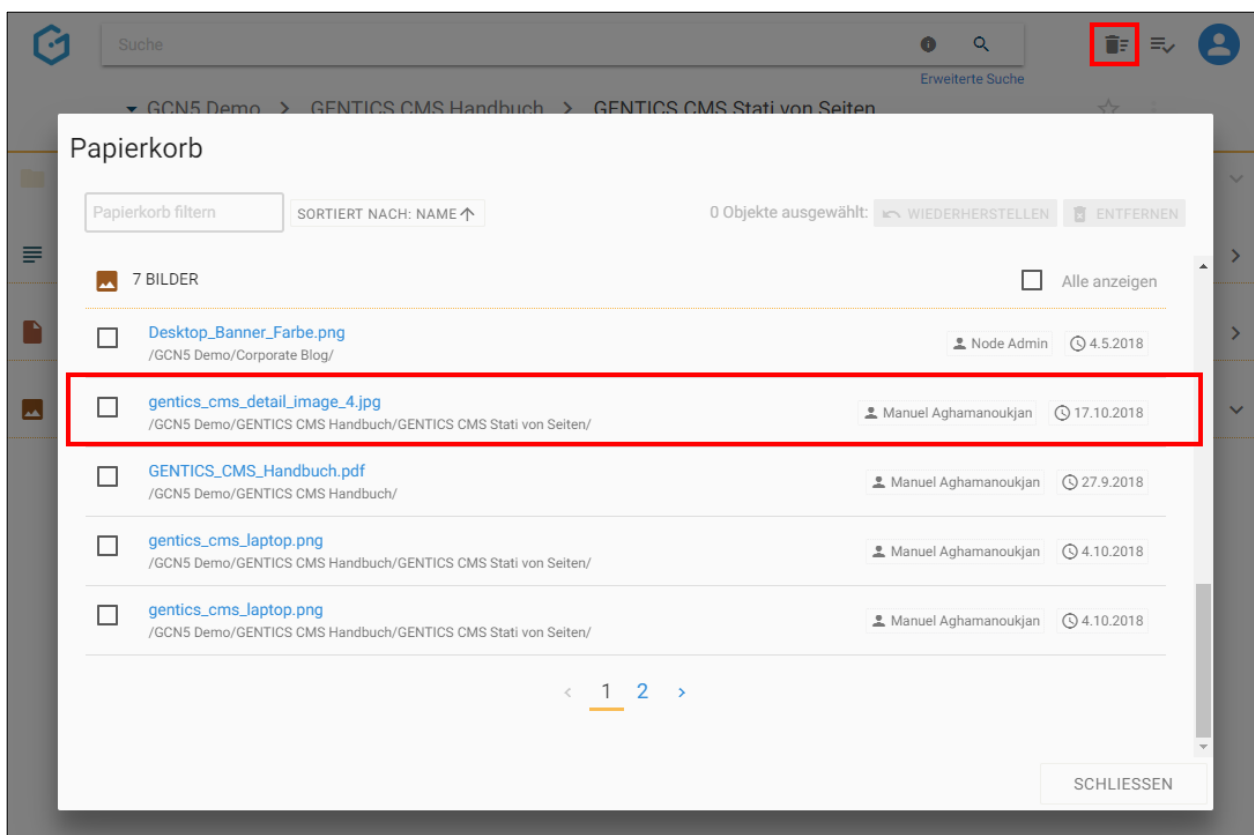 Suche
Erweiterte Suche
GCN5 Demo > GENTICS CMS Handbuch > GENTICS CMS Stati von Seiten
Papierkorb
Papierkorb filtern SORTIERT NACH: NAME 0 Objekte ausgewählt: WIEDERHERSTELLEN ENTFERNEN
7 BILDER Alle anzeigen
Desktop_Banner_Farbe.png
/GCN5 Demo/Corporate Blog/
Node Admin 4.5.2018
gentics_cms_detail_image_4.jpg
/GCN5 Demo/GENTICS CMS Handbuch/GENTICS CMS Stati von Seiten/
Manuel Aghamanoukjan 17.10.2018
GENTICS_CMS_Handbuch.pdf
/GCN5 Demo/GENTICS CMS Handbuch/
Manuel Aghamanoukjan 27.9.2018
gentics_cms_laptop.png
/GCN5 Demo/GENTICS CMS Handbuch/GENTICS CMS Stati von Seiten/
Manuel Aghamanoukjan 4.10.2018
gentics_cms_laptop.png
/GCN5 Demo/GENTICS CMS Handbuch/GENTICS CMS Stati von Seiten/
Manuel Aghamanoukjan 4.10.2018
< 1 2 >
SCHLIESSEN